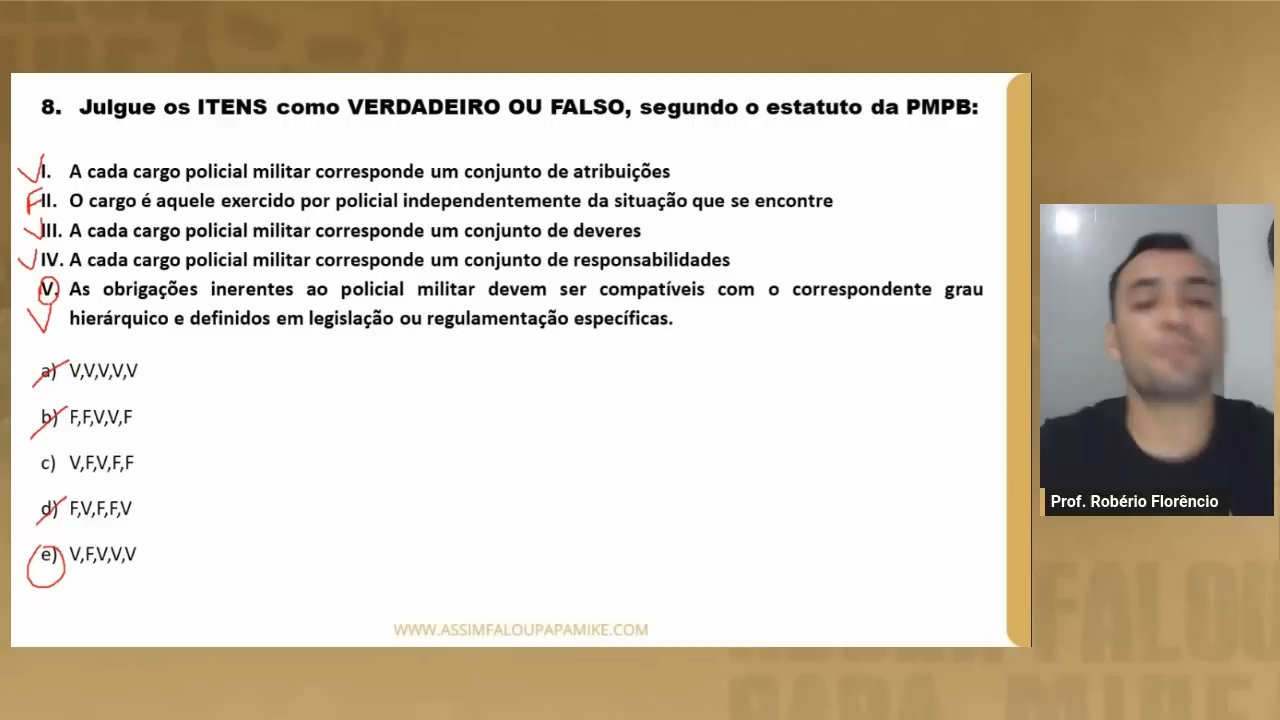 8. Julgue os ITENS como VERDADEIRO OU FALSO, segundo o estatuto da PMPB:
V I. A cada cargo policial militar corresponde um conjunto de atribuições
F II. O cargo é aquele exercido por policial independentemente da situação que se encontre
V III. A cada cargo policial militar corresponde um conjunto de deveres
V IV. A cada cargo policial militar corresponde um conjunto de responsabilidades
V. As obrigações inerentes ao policial militar devem ser compatíveis com o correspondente grau
V hierárquico e definidos em legislação ou regulamentação específicas.
a) V,V,V,V,V
b) F,F,V,V,F
c) V,F,V,F,F
d) F,V,F,F,V
e) V,F,V,V,V
WWW.ASSIMFALOUPAPAMIKE.COM
Prof. Robério Florêncio
FALOU
PAPA MIKE